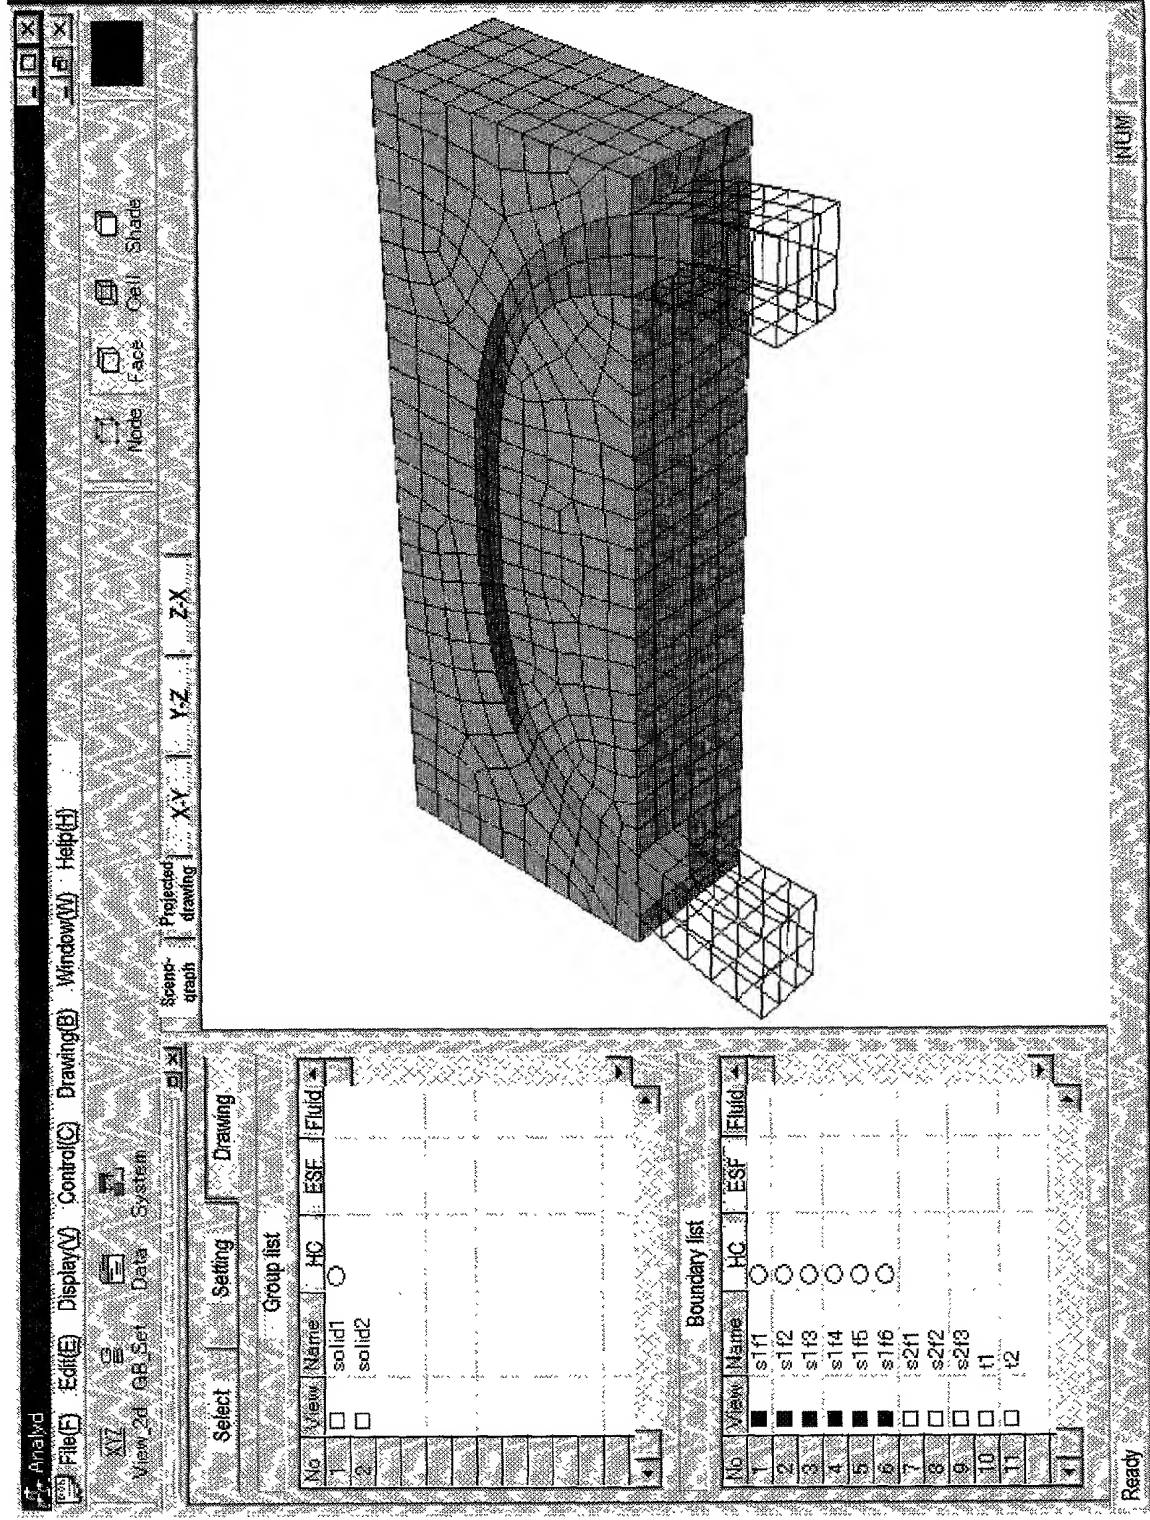 Analyd
File(F) Edit(E) Display(V) Control(C) Drawing(B) Window(W) Help(H)
XYZ
View_2d GB_Set Data System Node Face Cell Shade
Sceno-graph Projected drawing X-Y Y-Z Z-X
Select Setting Drawing
Group list
No View Name HC ESF Fluid
1 solid1 ○
2 solid2
Boundary list
No View Name HC ESF Fluid
1 s1f1 ○
2 s1f2 ○
3 s1f3 ○
4 s1f4 ○
5 s1f5 ○
6 s1f6 ○
7 s2f1
8 s2f2
9 s2f3
10 t1
11 t2
Ready NUM